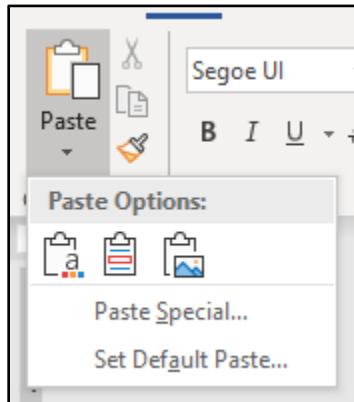 Segoe UI
Paste
B I U
Paste Options:
a
Paste Special...
Set Default Paste...